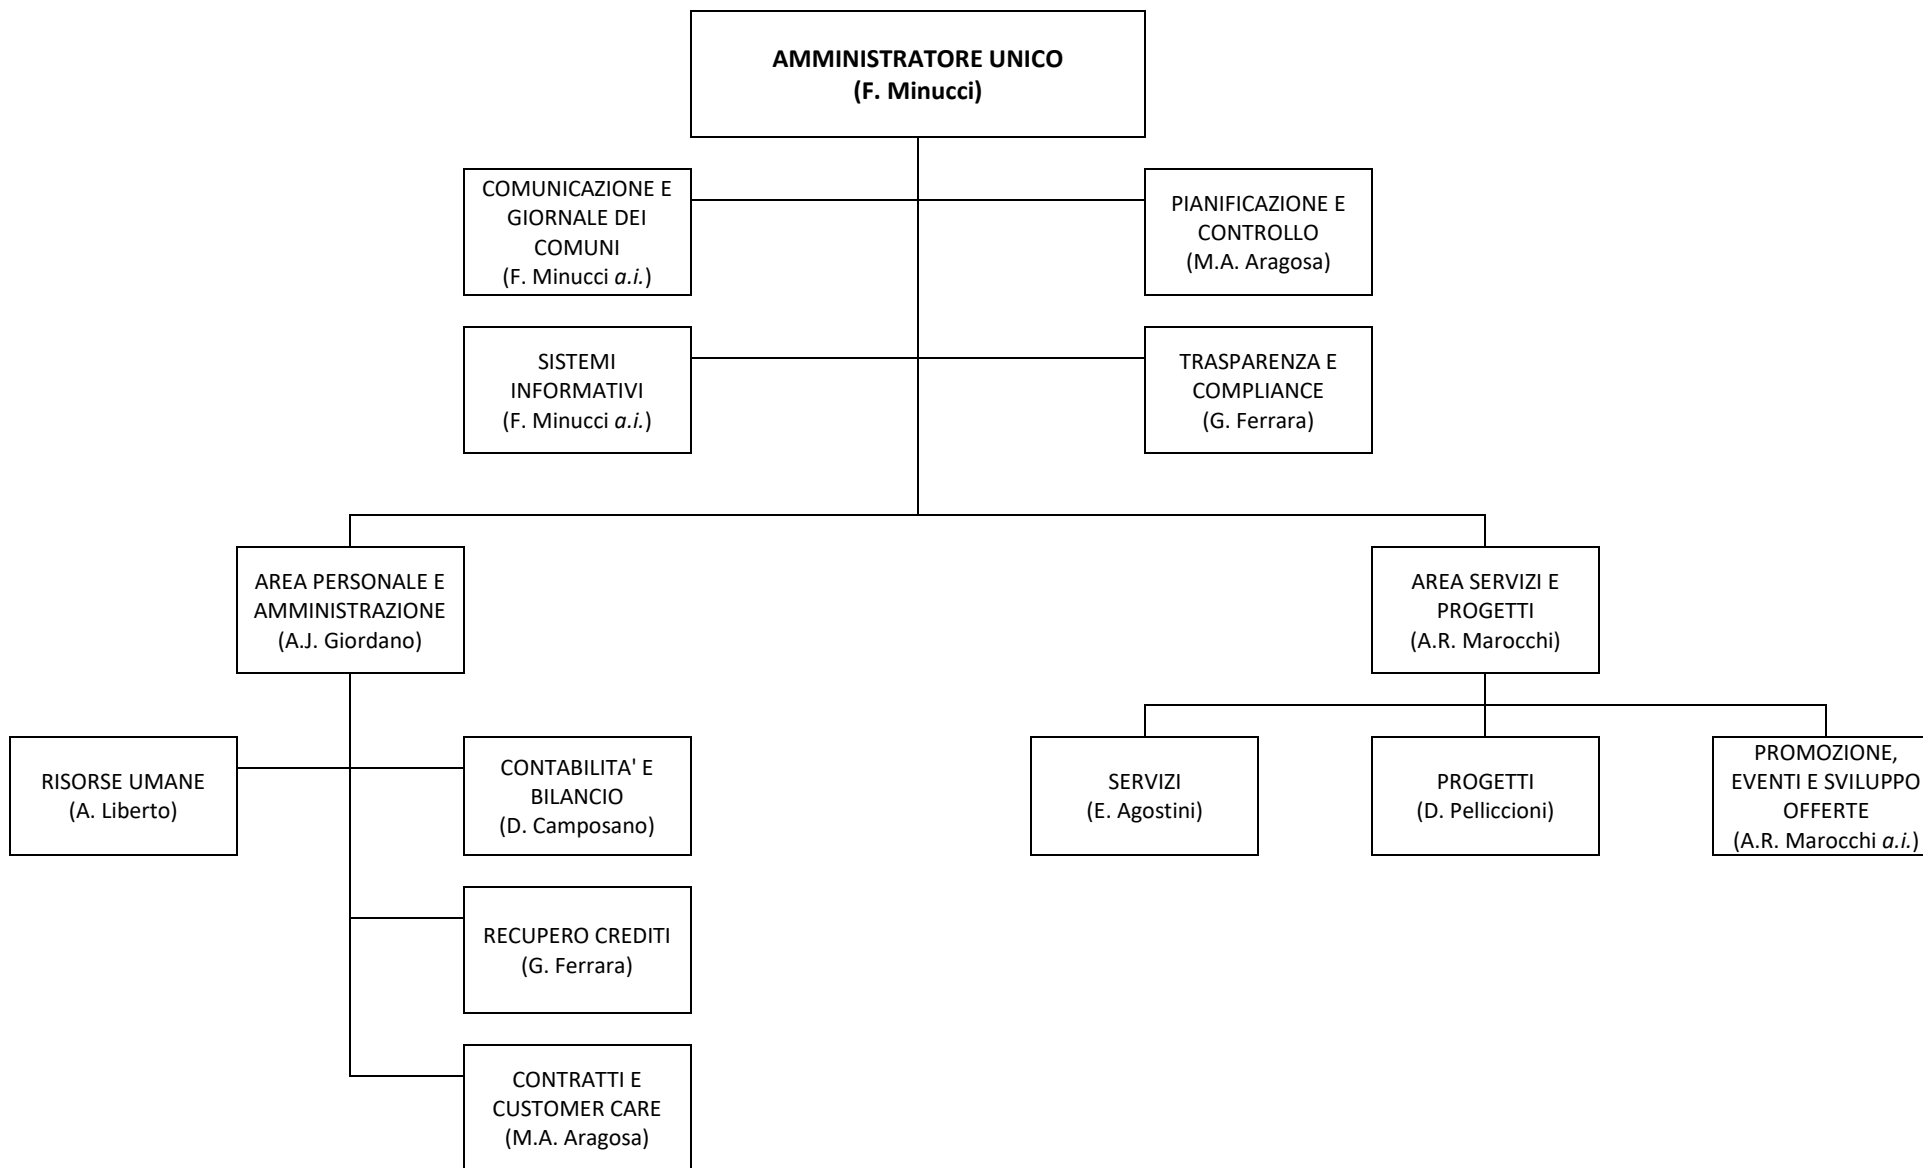 AMMINISTRATORE UNICO
(F. Minucci)
COMUNICAZIONE E
GIORNALE DEI
COMUNI
(F. Minucci a.i.)
PIANIFICAZIONE E
CONTROLLO
(M.A. Aragosa)
SISTEMI
INFORMATIVI
(F. Minucci a.i.)
TRASPARENZA E
COMPLIANCE
(G. Ferrara)
AREA PERSONALE E
AMMINISTRAZIONE
(A.J. Giordano)
AREA SERVIZI E
PROGETTI
(A.R. Marocchi)
RISORSE UMANE
(A. Liberto)
CONTABILITA' E
BILANCIO
(D. Camposano)
SERVIZI
(E. Agostini)
PROGETTI
(D. Pelliccioni)
PROMOZIONE,
EVENTI E SVILUPPO
OFFERTE
(A.R. Marocchi a.i.)
RECUPERO CREDITI
(G. Ferrara)
CONTRATTI E
CUSTOMER CARE
(M.A. Aragosa)